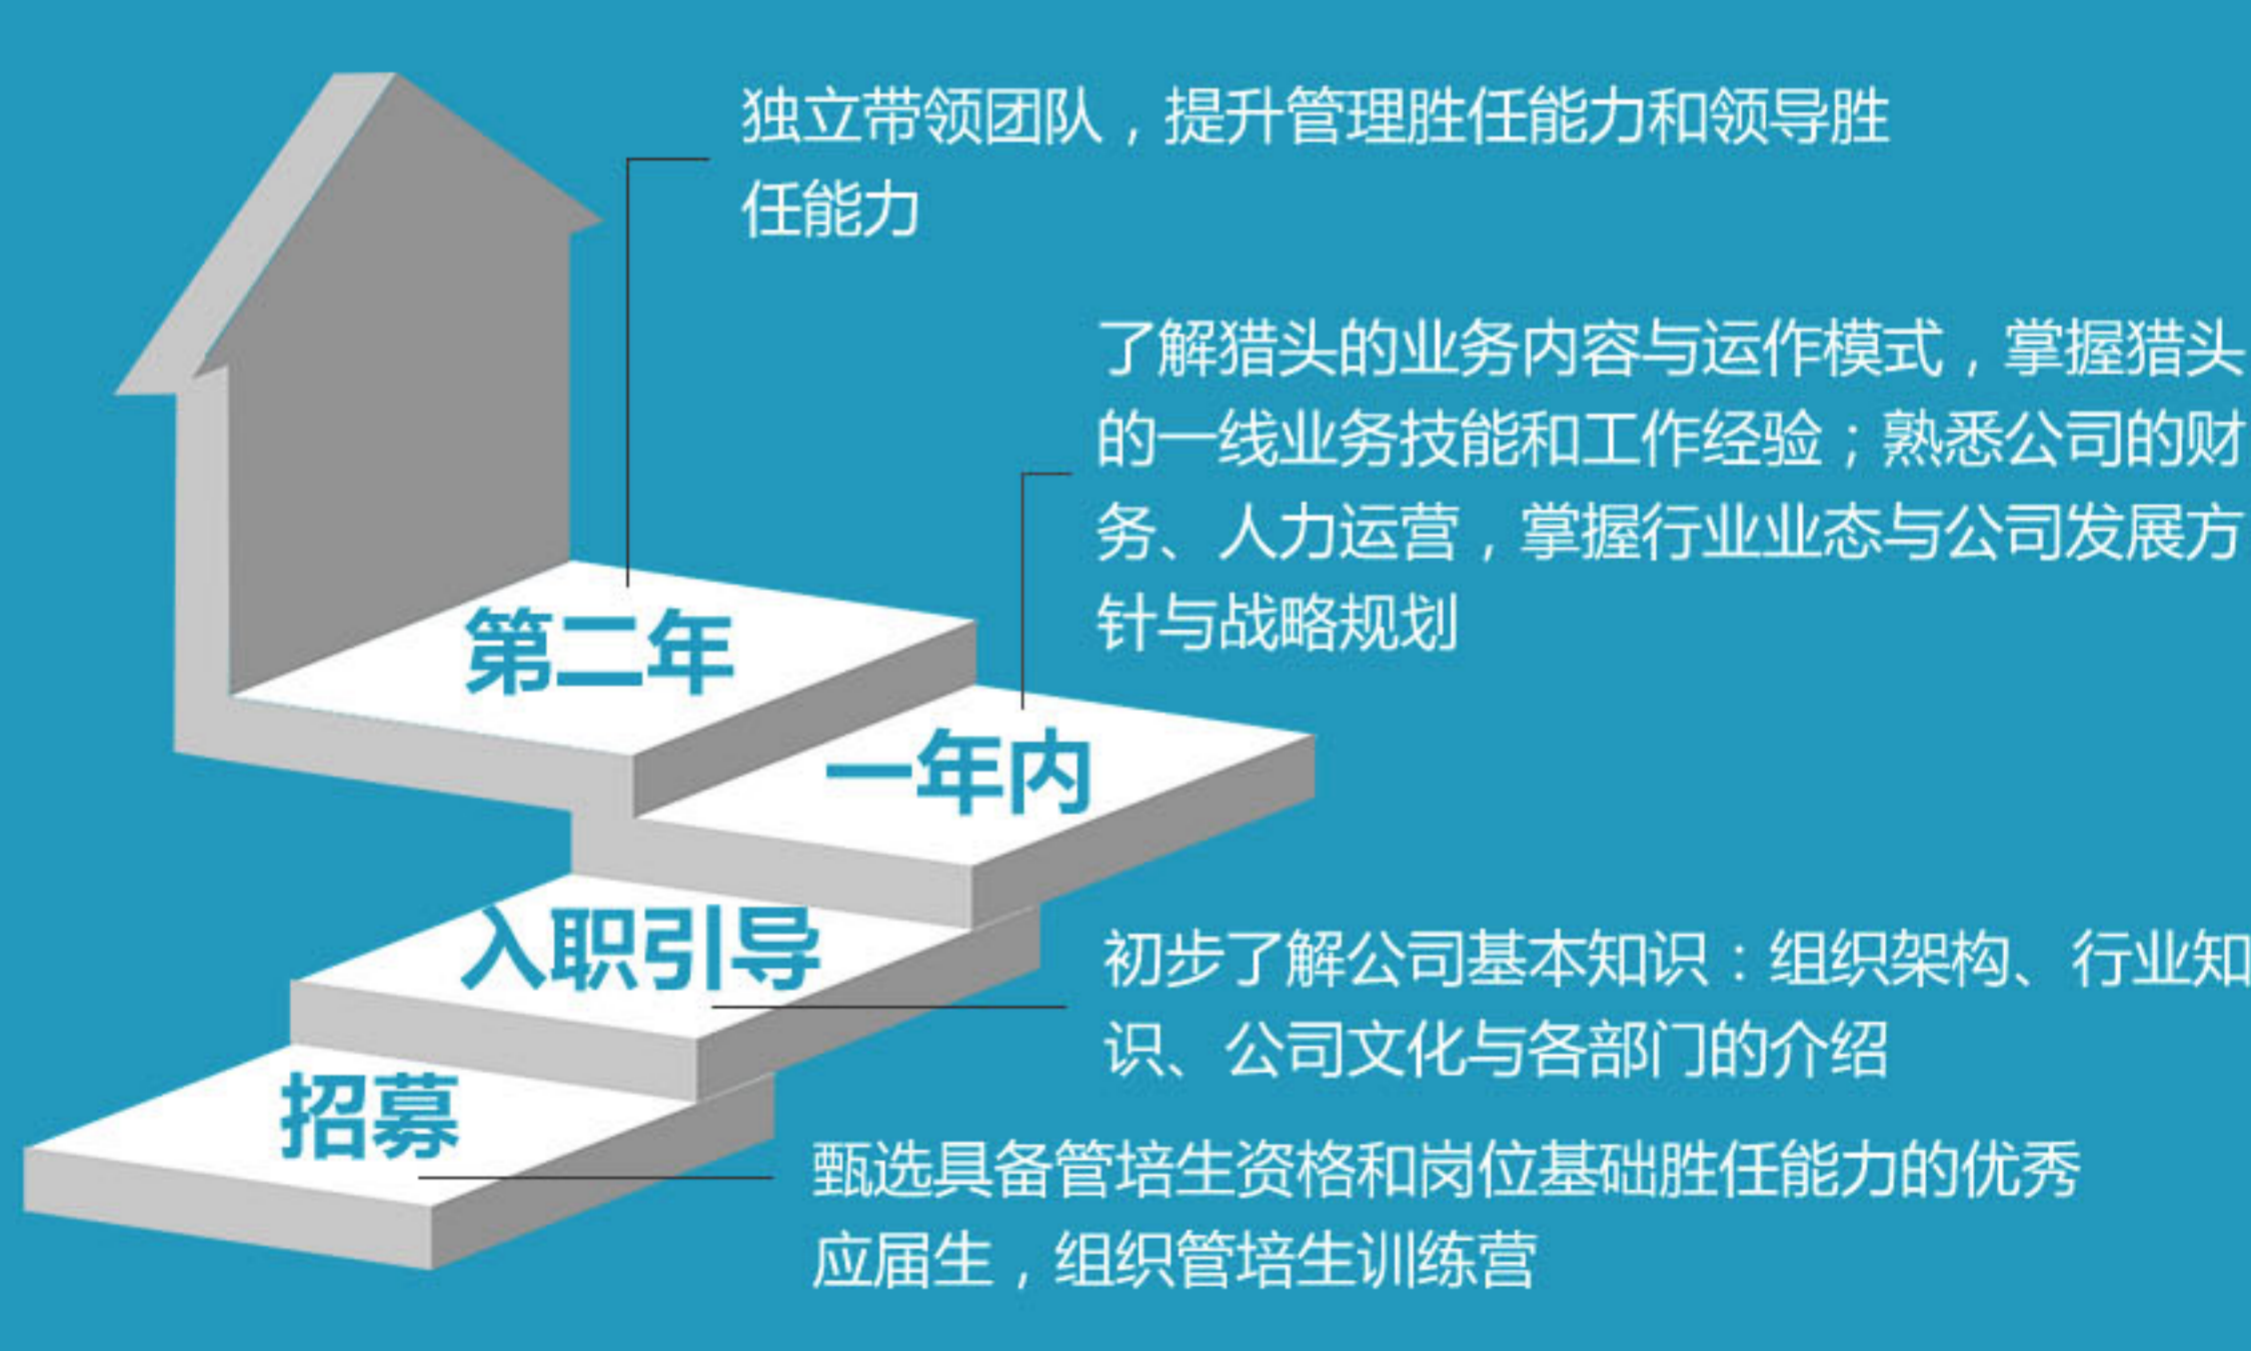 独立带领团队，提升管理胜任能力和领导胜
任能力
了解猎头的业务内容与运作模式，掌握猎头
的一线业务技能和工作经验；熟悉公司的财
务、人力运营，掌握行业业态与公司发展方
针与战略规划
第二年
一年内
入职引导
初步了解公司基本知识：组织架构、行业知
识、公司文化与各部门的介绍
招募
甄选具备管培生资格和岗位基础胜任能力的优秀
应届生，组织管培生训练营